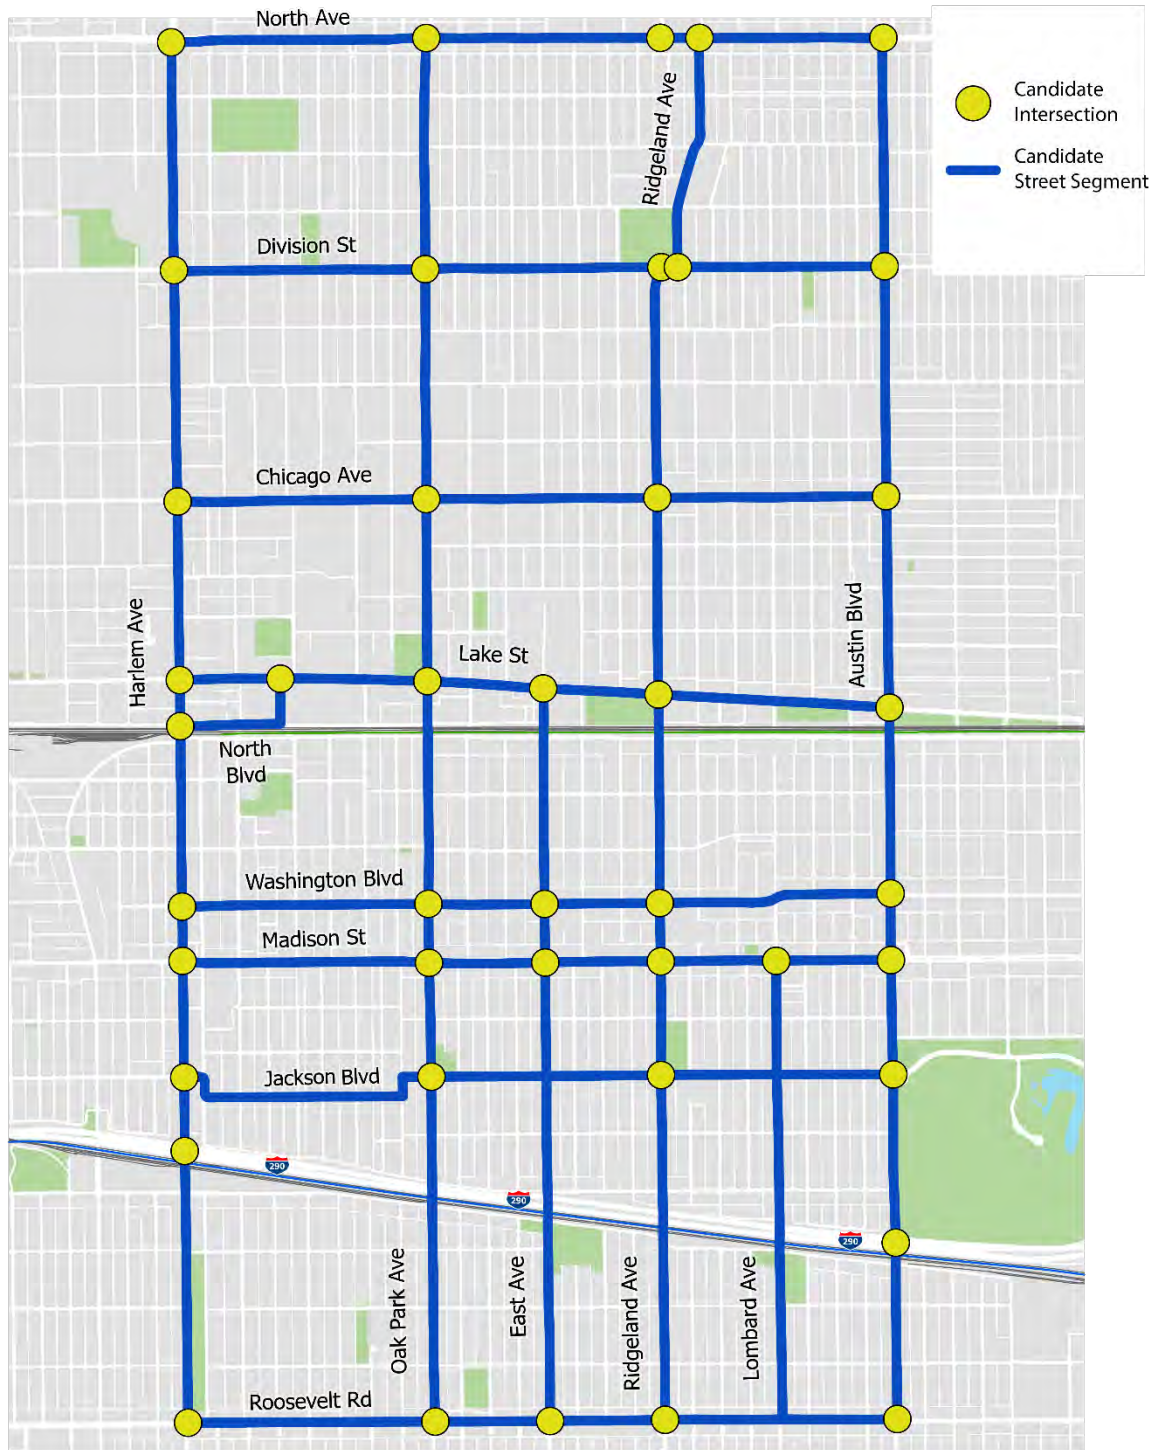 North Ave
Candidate
Intersection
Candidate
Street Segment
Ridgeland Ave
Division St
Chicago Ave
Harlem Ave
Austin Blvd
Lake St
North
Blvd
Washington Blvd
Madison St
Jackson Blvd
290
290
290
Oak Park Ave
East Ave
Ridgeland Ave
Lombard Ave
Roosevelt Rd